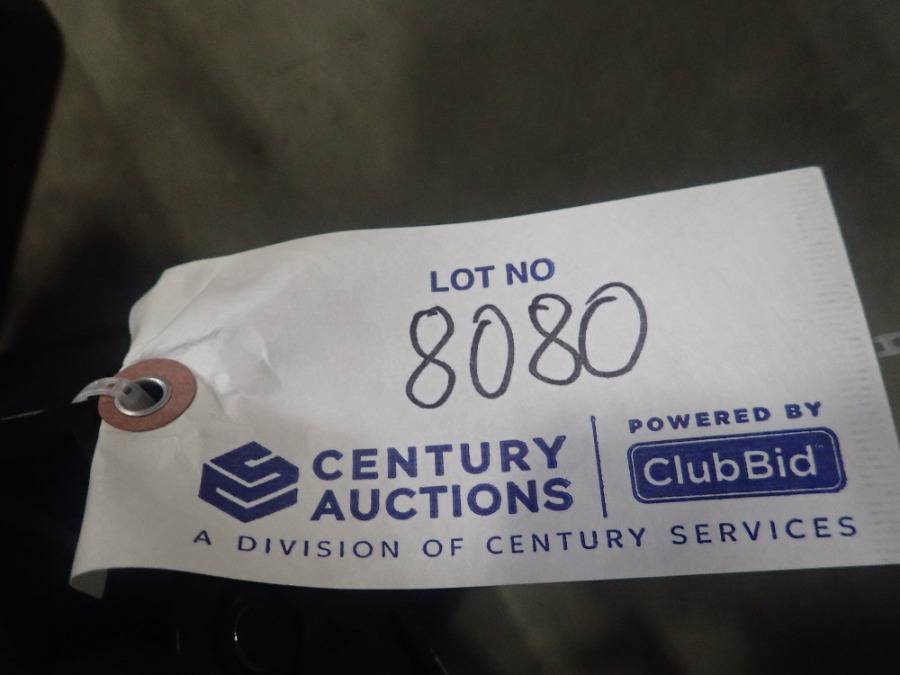 LOT NO
8080
CENTURY
AUCTIONS
POWERED BY
ClubBid
A DIVISION OF CENTURY SERVICES